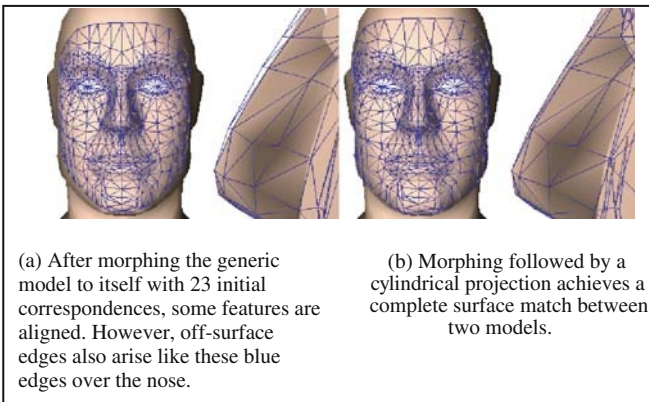 (a) After morphing the generic
model to itself with 23 initial
correspondences, some features are
aligned. However, off-surface
edges also arise like these blue
edges over the nose.
(b) Morphing followed by a
cylindrical projection achieves a
complete surface match between
two models.